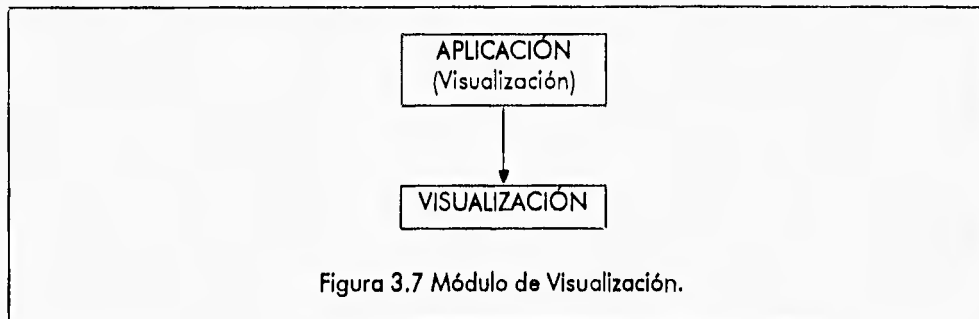 APLICACIÓN
(Visualización)
VISUALIZACIÓN
Figura 3.7 Módulo de Visualización.